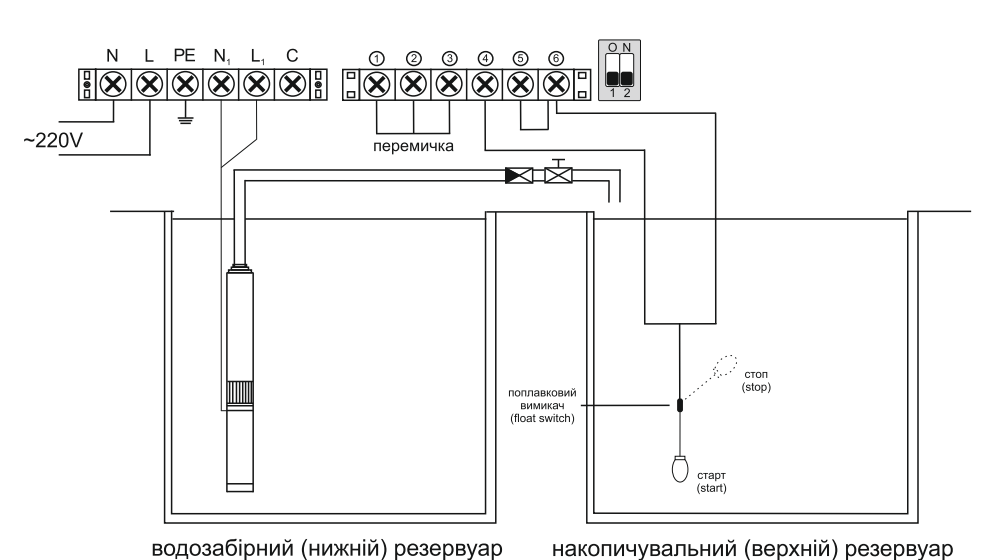 N L PE N₁ L₁ C
1 2 3 4 5 6
O N
1 2
~220V
перемичка
стоп
(stop)
поплавковий
вимикач
(float switch)
старт
(start)
водозабірний (нижній) резервуар
накопичувальний (верхній) резервуар